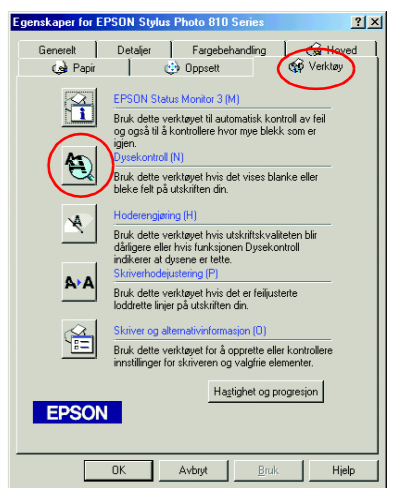 Egenskaper for EPSON Stylus Photo 810 Series
Generelt Detaljer Fargebehandling Hoved
Papir Oppsett Verktøy
EPSON Status Monitor 3 (M)
Bruk dette verktøyet til automatisk kontroll av feil
og også til å kontrollere hvor mye blekk som er
igjen.
Dysekontroll (N)
Bruk dette verktøyet hvis det vises blanke eller
bleke felt på utskriften din.
Hoderengjøring (H)
Bruk dette verktøyet hvis utskriftskvaliteten blir
dårligere eller hvis funksjonen Dysekontroll
indikerer at dysene er tette.
Skriverhodejustering (P)
Bruk dette verktøyet hvis det er feiljusterte
loddrette linjer på utskriften din.
Skriver og alternativinformasjon (O)
Bruk dette verktøyet for å opprette eller kontrollere
innstillinger for skriveren og valgfrie elementer.
Hastighet og progresjon
EPSON
OK Avbryt Bruk Hjelp